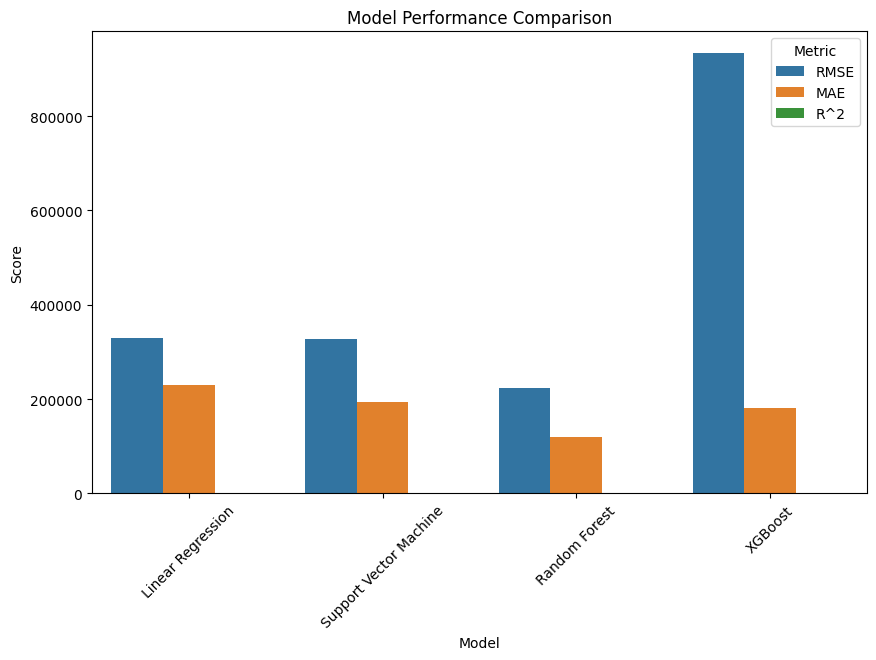 Model Performance Comparison
Metric
RMSE
MAE
R^2
Score
800000
600000
400000
200000
0
Linear Regression
Support Vector Machine
Random Forest
XGBoost
Model